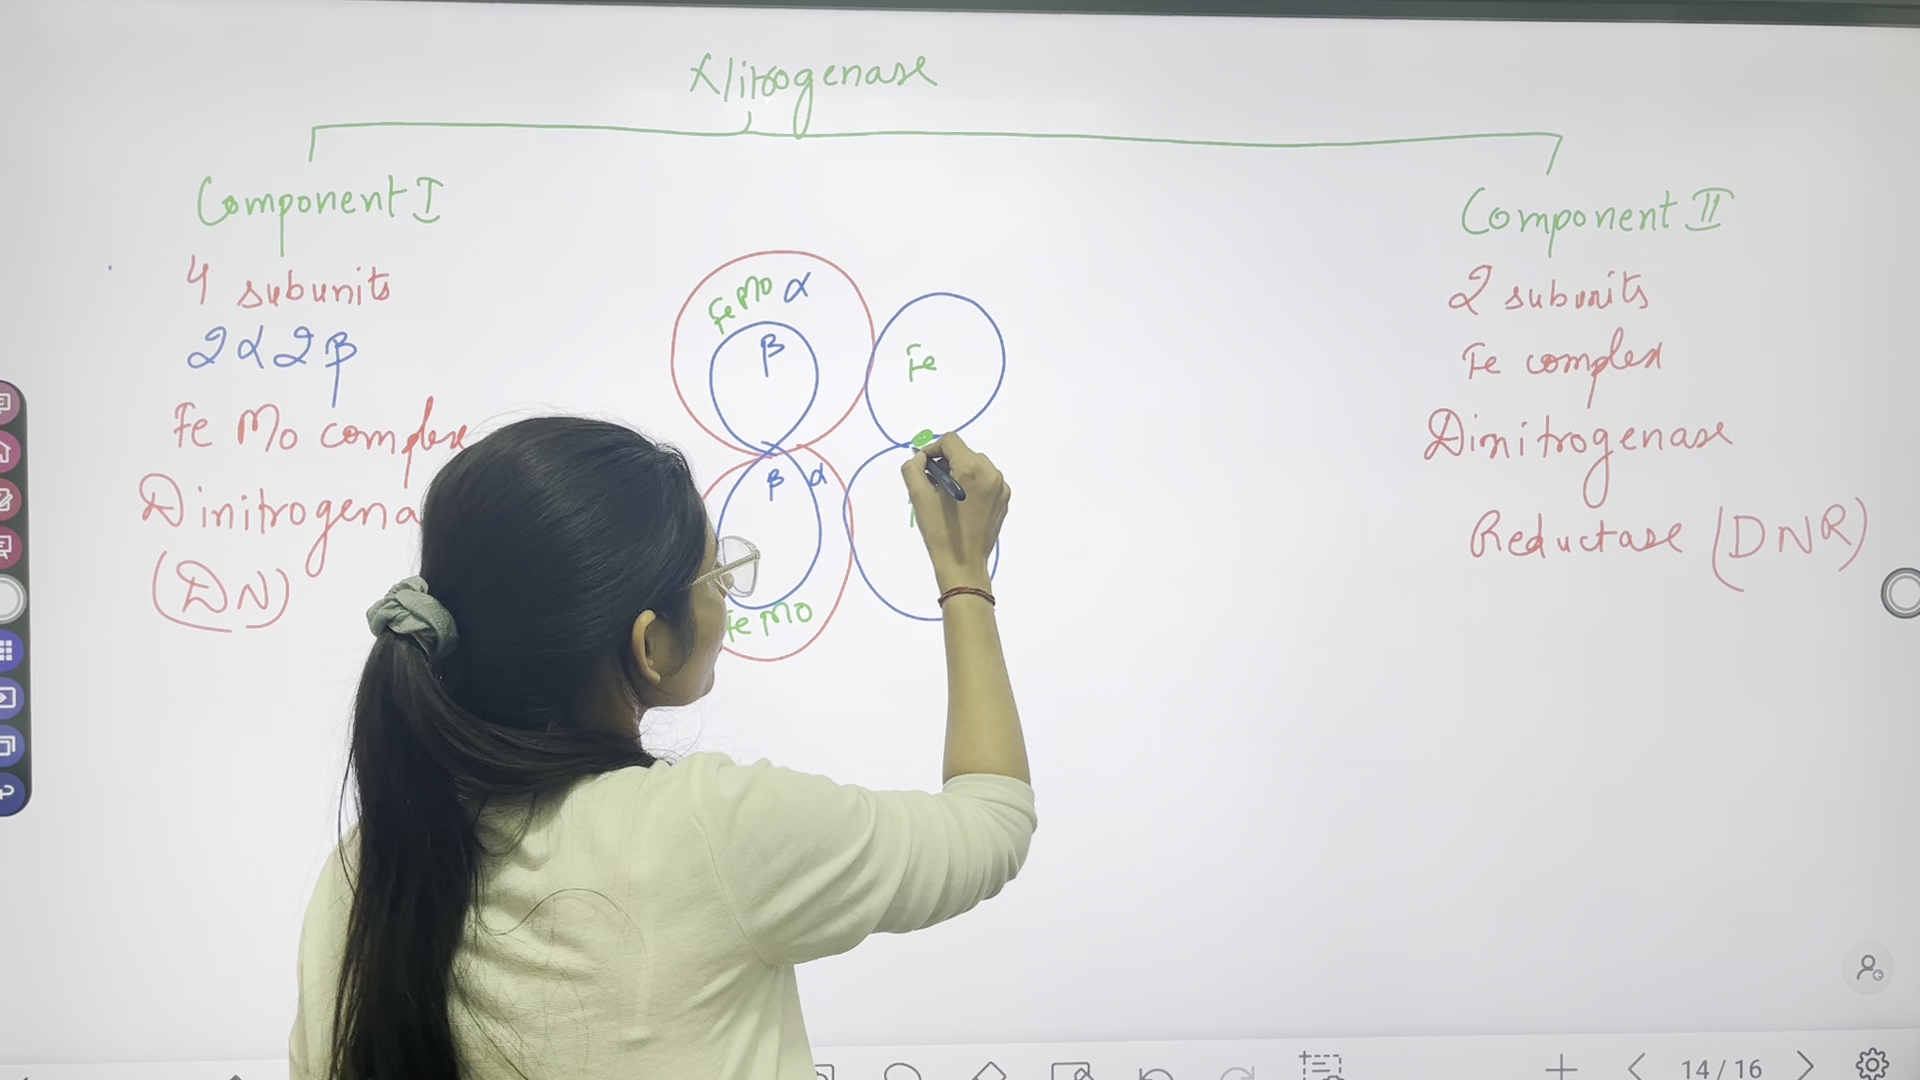 Nitrogenase
Component I
4 subunits
2α2β
Fe Mo complex
Dinitrogena
(DN)
Fe Mo α
β
Fe
β α
Fe Mo
Component II
2 subunits
Fe complex
Dinitrogenase
Reductase (DNR)
14/16